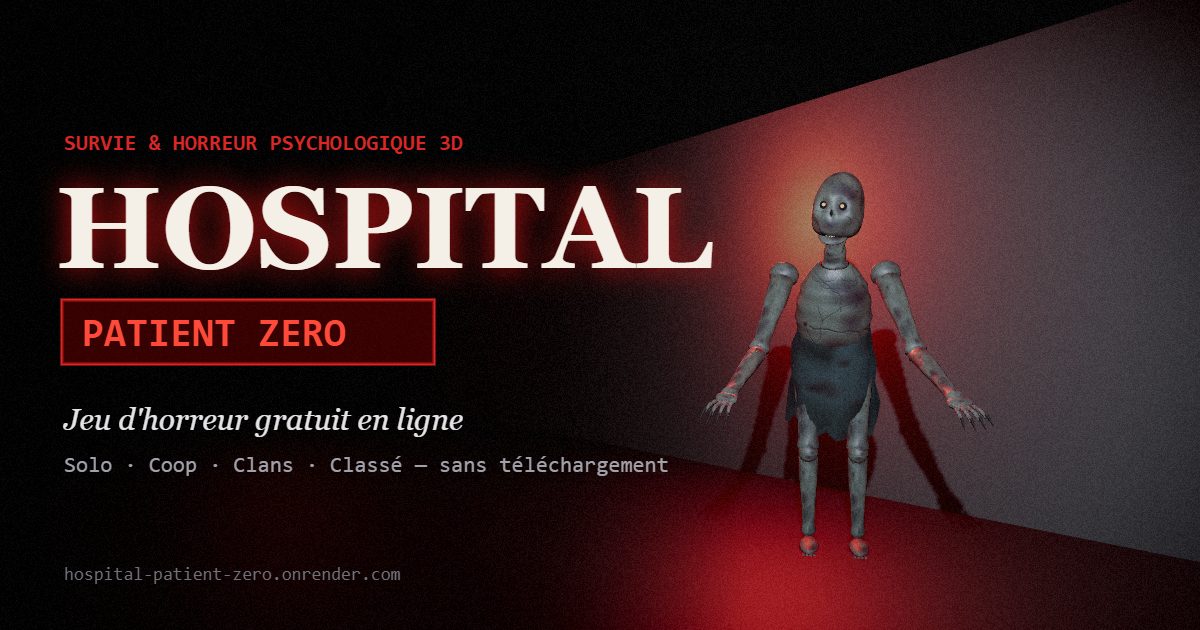 SURVIE & HORREUR PSYCHOLOGIQUE 3D
HOSPITAL
PATIENT ZERO
Jeu d'horreur gratuit en ligne
Solo · Coop · Clans · Classé — sans téléchargement
hospital-patient-zero.onrender.com